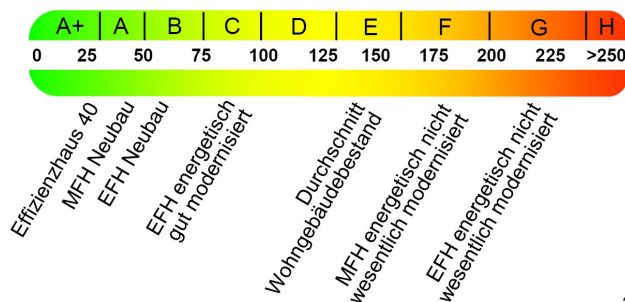 A+ A B C D E F G H
0 25 50 75 100 125 150 175 200 225 >250
Effizienzhaus 40
MFH Neubau
EFH Neubau
EFH energetisch
gut modernisiert
Durchschnitt
Wohngebäudebestand
MFH energetisch nicht
wesentlich modernisiert
EFH energetisch nicht
wesentlich modernisiert